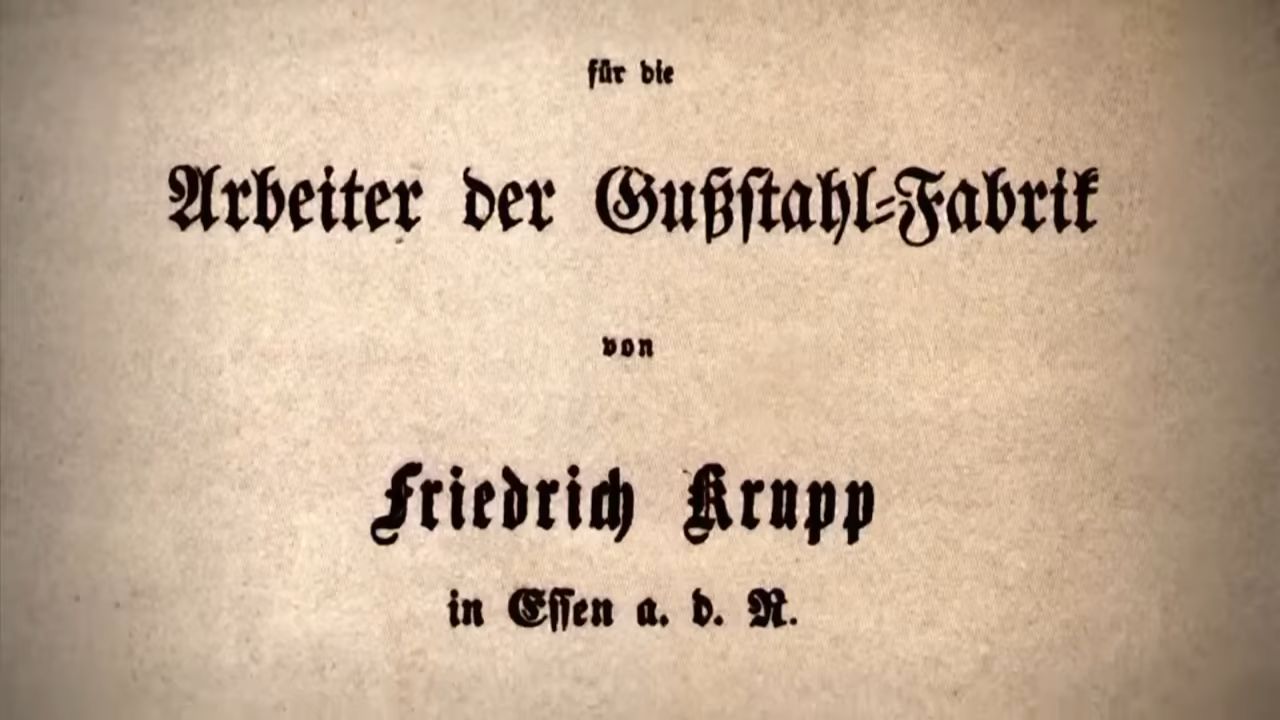 für die
Arbeiter der Gußstahl-Fabrik
von
Friedrich Krupp
in Essen a. d. R.